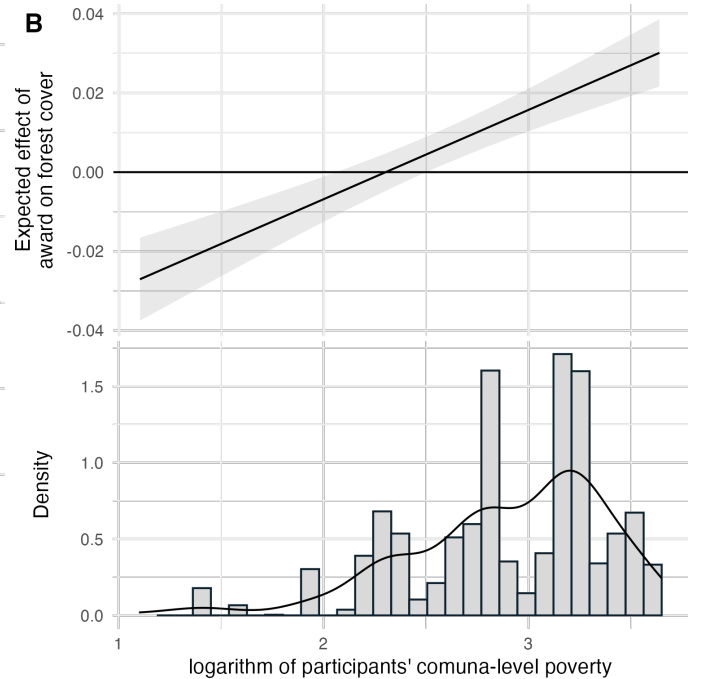 B
Expected effect of
award on forest cover
0.04
0.02
0.00
-0.02
-0.04
Density
1.5
1.0
0.5
0.0
1
2
3
logarithm of participants' comuna-level poverty